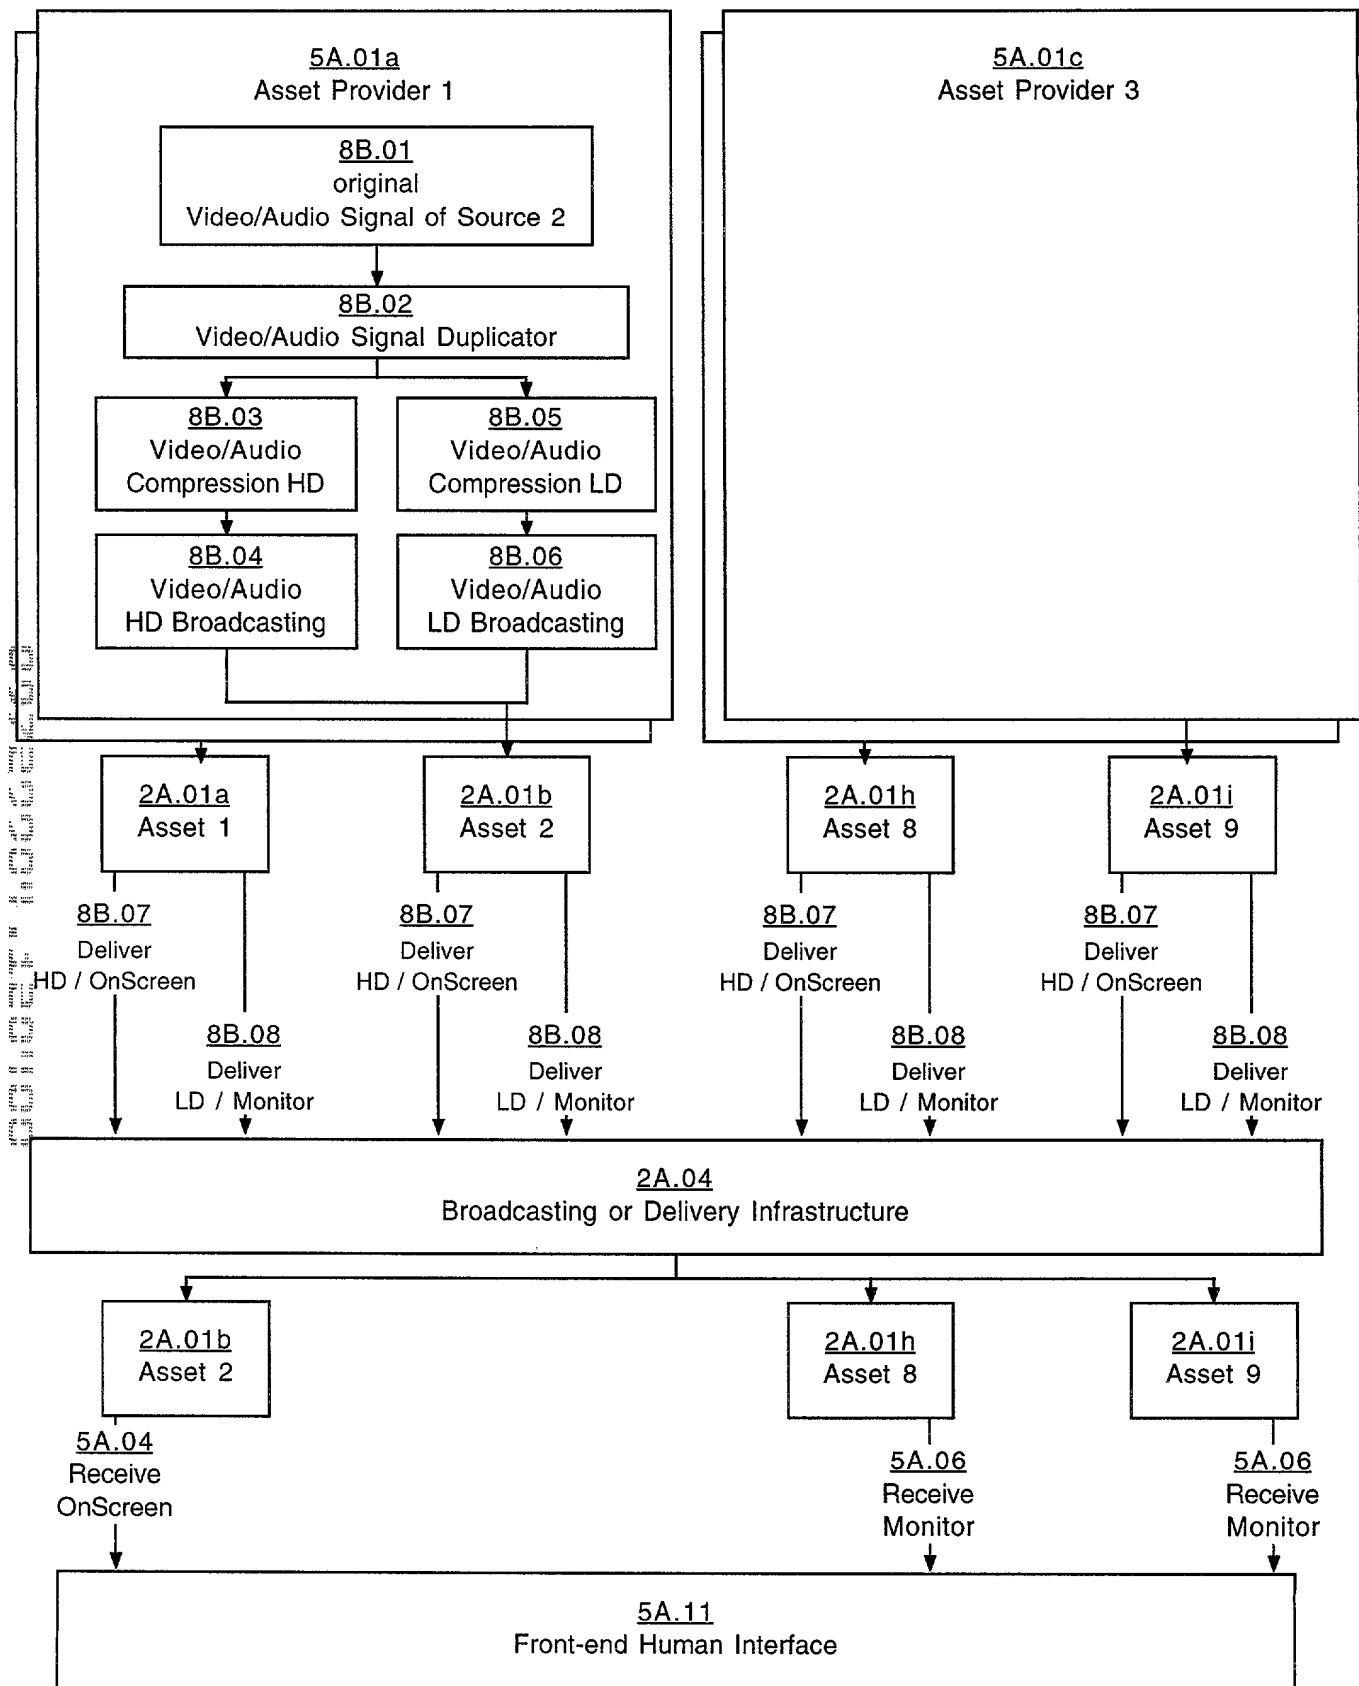 5A.01a
Asset Provider 1
8B.01
original
Video/Audio Signal of Source 2
8B.02
Video/Audio Signal Duplicator
8B.03
Video/Audio
Compression HD
8B.05
Video/Audio
Compression LD
8B.04
Video/Audio
HD Broadcasting
8B.06
Video/Audio
LD Broadcasting
5A.01c
Asset Provider 3
2A.01a
Asset 1
2A.01b
Asset 2
2A.01h
Asset 8
2A.01i
Asset 9
8B.07
Deliver
HD / OnScreen
8B.08
Deliver
LD / Monitor
8B.07
Deliver
HD / OnScreen
8B.08
Deliver
LD / Monitor
8B.07
Deliver
HD / OnScreen
8B.08
Deliver
LD / Monitor
8B.07
Deliver
HD / OnScreen
8B.08
Deliver
LD / Monitor
2A.04
Broadcasting or Delivery Infrastructure
2A.01b
Asset 2
2A.01h
Asset 8
2A.01i
Asset 9
5A.04
Receive
OnScreen
5A.06
Receive
Monitor
5A.06
Receive
Monitor
5A.11
Front-end Human Interface